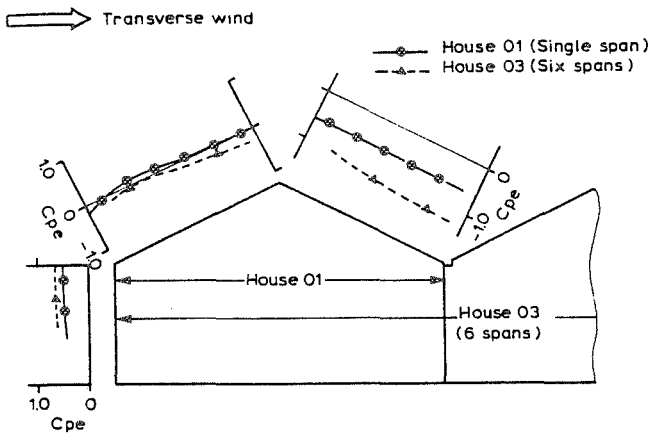 Transverse wind
House 01 (Single span)
House 03 (Six spans)
1.0
0
Cpe
-1.0
0
-1.0
Cpe
House 01
House 03
(6 spans)
1.0
0
Cpe